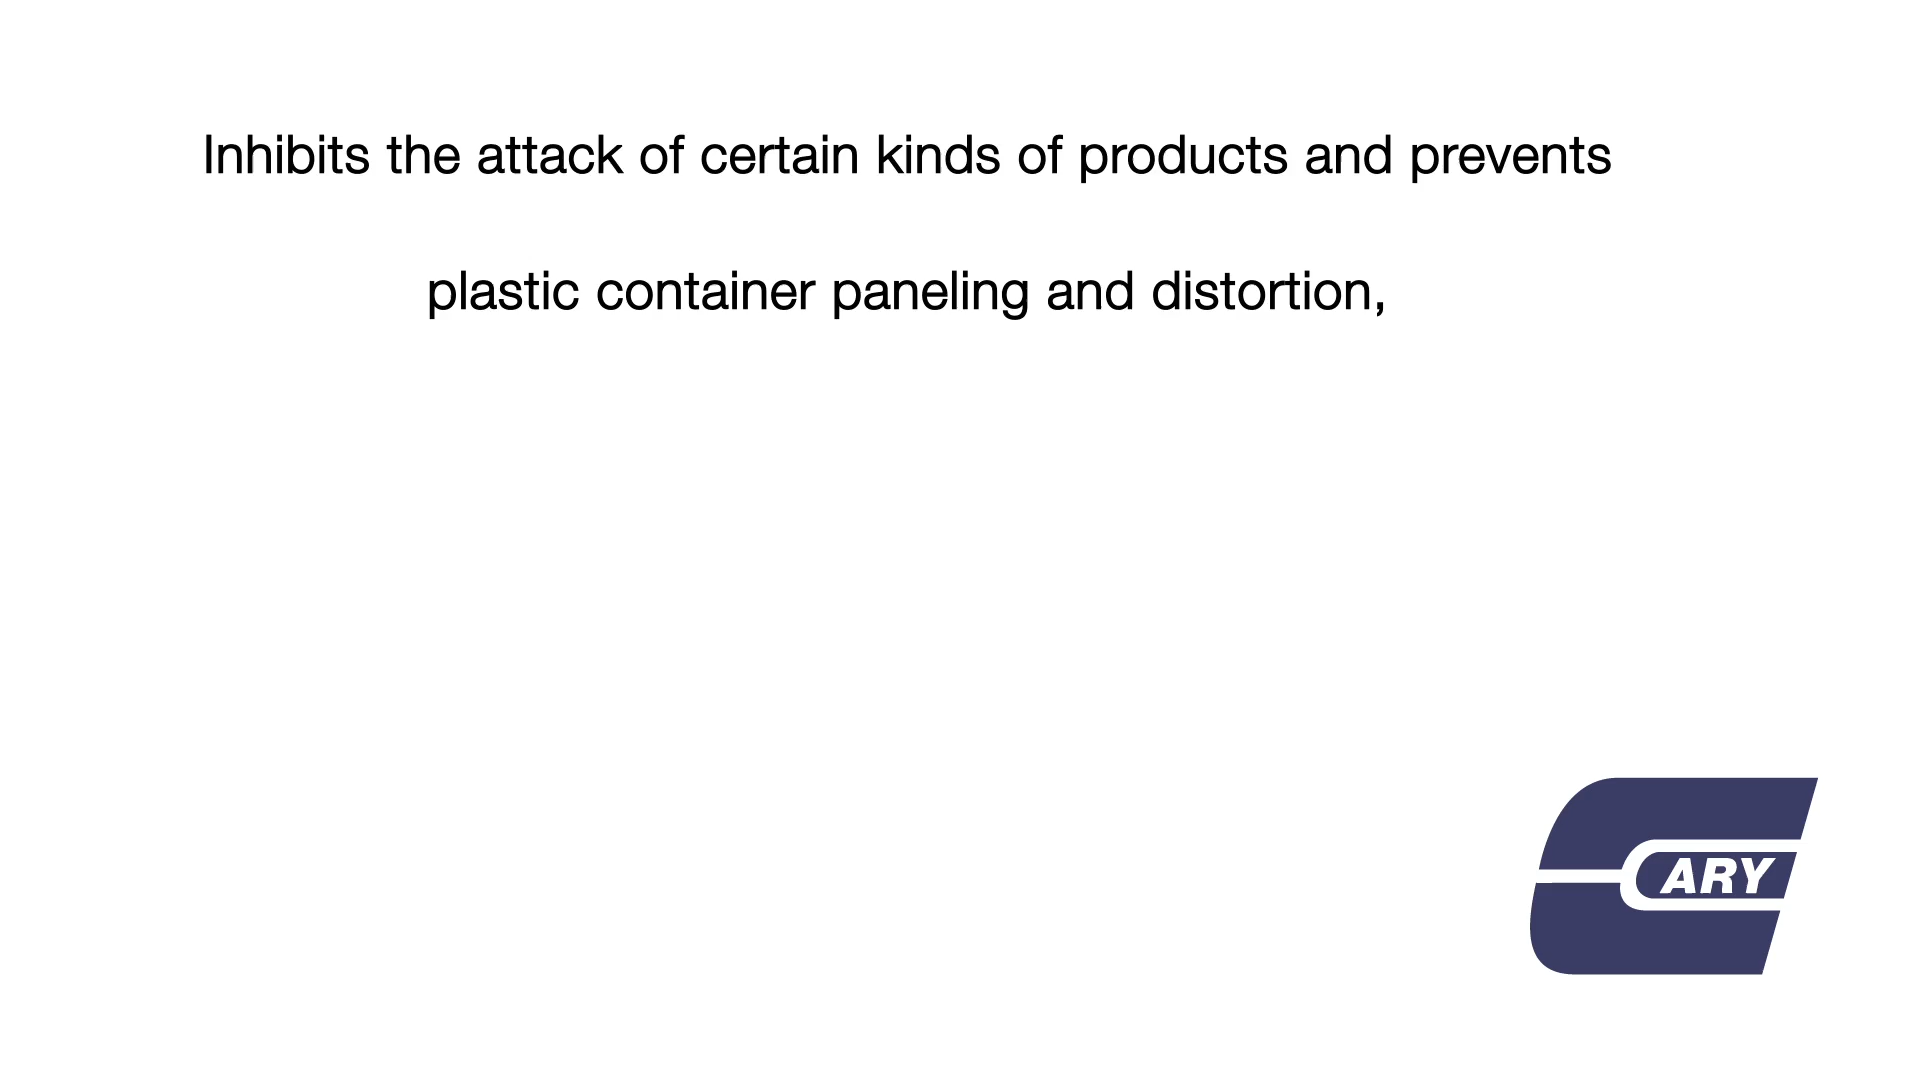 Inhibits the attack of certain kinds of products and prevents
plastic container paneling and distortion,
CARY